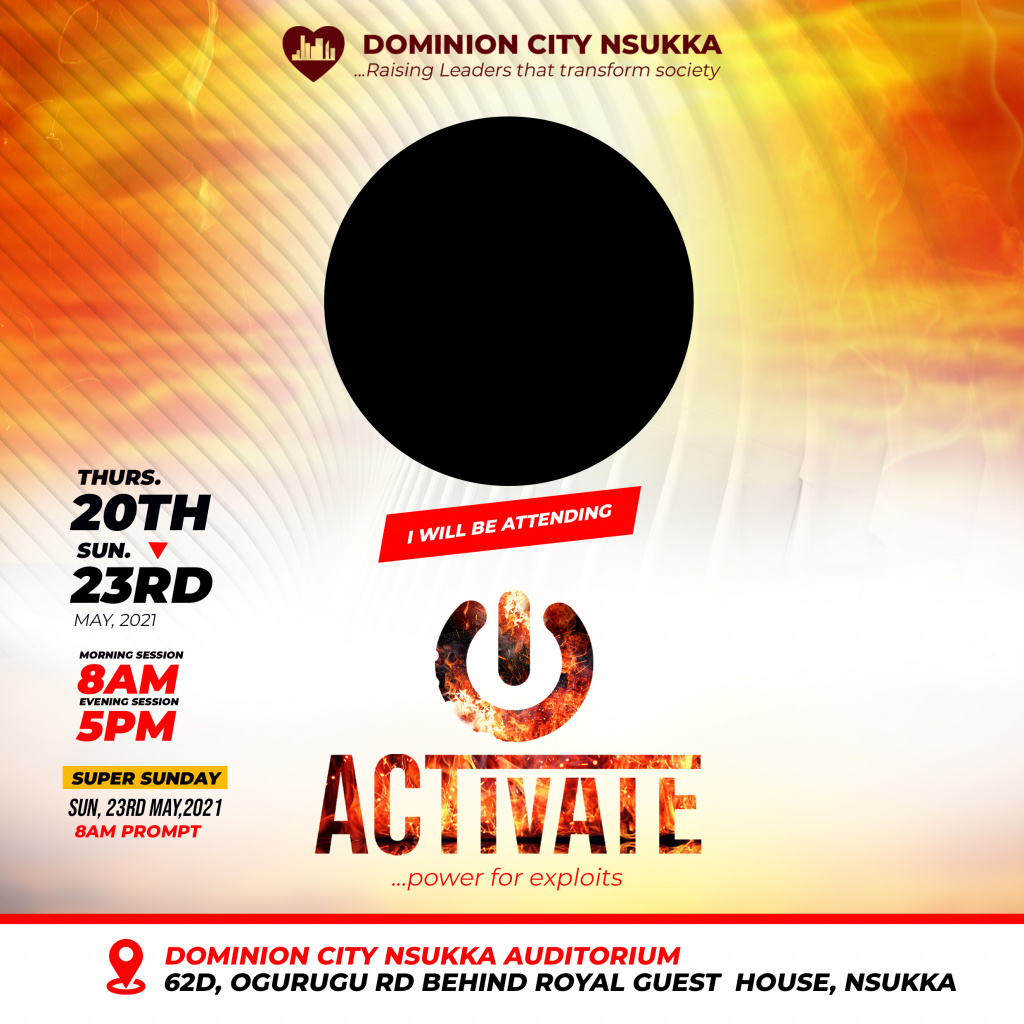 DOMINION CITY NSUKKA
...Raising Leaders that transform society
THURS.
20TH
SUN.
23RD
MAY, 2021
MORNING SESSION
8AM
EVENING SESSION
5PM
SUPER SUNDAY
SUN, 23RD MAY,2021
8AM PROMPT
I WILL BE ATTENDING
ACTIVATE
...power for exploits
DOMINION CITY NSUKKA AUDITORIUM
62D, OGURUGU RD BEHIND ROYAL GUEST HOUSE, NSUKKA